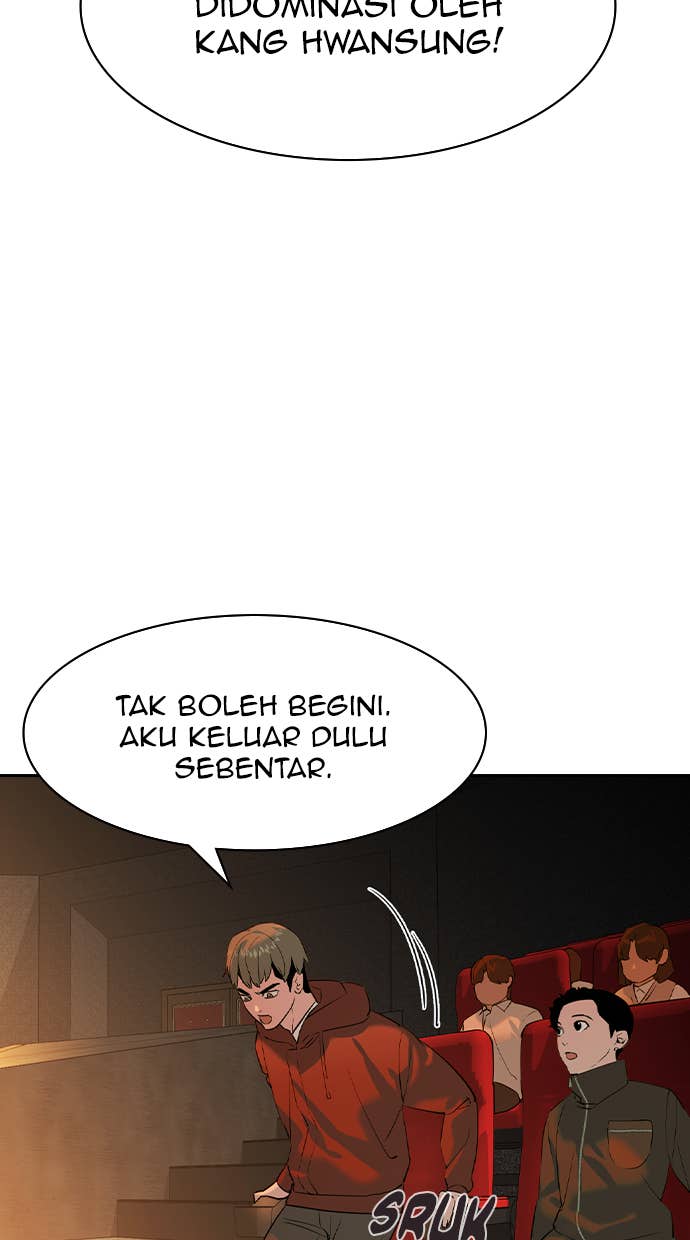 DIDOMINASI OLEH
KANG HWANSUNG!
TAK BOLEH BEGINI.
AKU KELUAR DULU
SEBENTAR.
SRUK